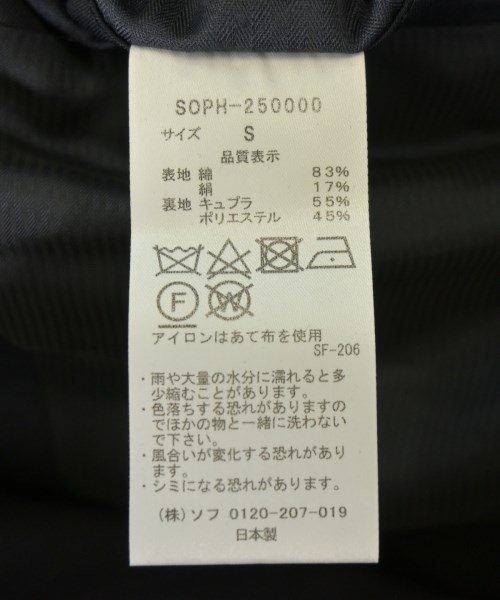 SOPH-250000
サイズ S
品質表示
表地 綿 83%
絹 17%
裏地 キュプラ 55%
ポリエステル 45%
F W
アイロンはあて布を使用
SF-206
・雨や大量の水分に濡れると多
少縮むことがあります。
・色落ちする恐れがありますの
でほかの物と一緒に洗わない
で下さい。
・風合いが変化する恐れがあり
ます。
・シミになる恐れがあります。
(株)ソフ 0120-207-019
日本製